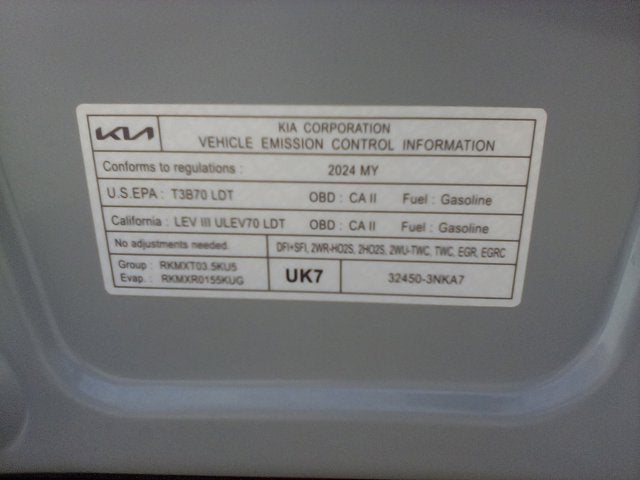 KIA
KIA CORPORATION
VEHICLE EMISSION CONTROL INFORMATION
Conforms to regulations : 2024 MY
U.S.EPA : T3B70 LDT OBD : CA II Fuel : Gasoline
California : LEV III ULEV70 LDT OBD : CA II Fuel : Gasoline
No adjustments needed. DFI+SFI, 2WR-HO2S, 2HO2S, 2WU-TWC, TWC, EGR, EGRC
Group : RKMXT03.5KU5
Evap. : RKMXR0155KUG
UK7
32450-3NKA7